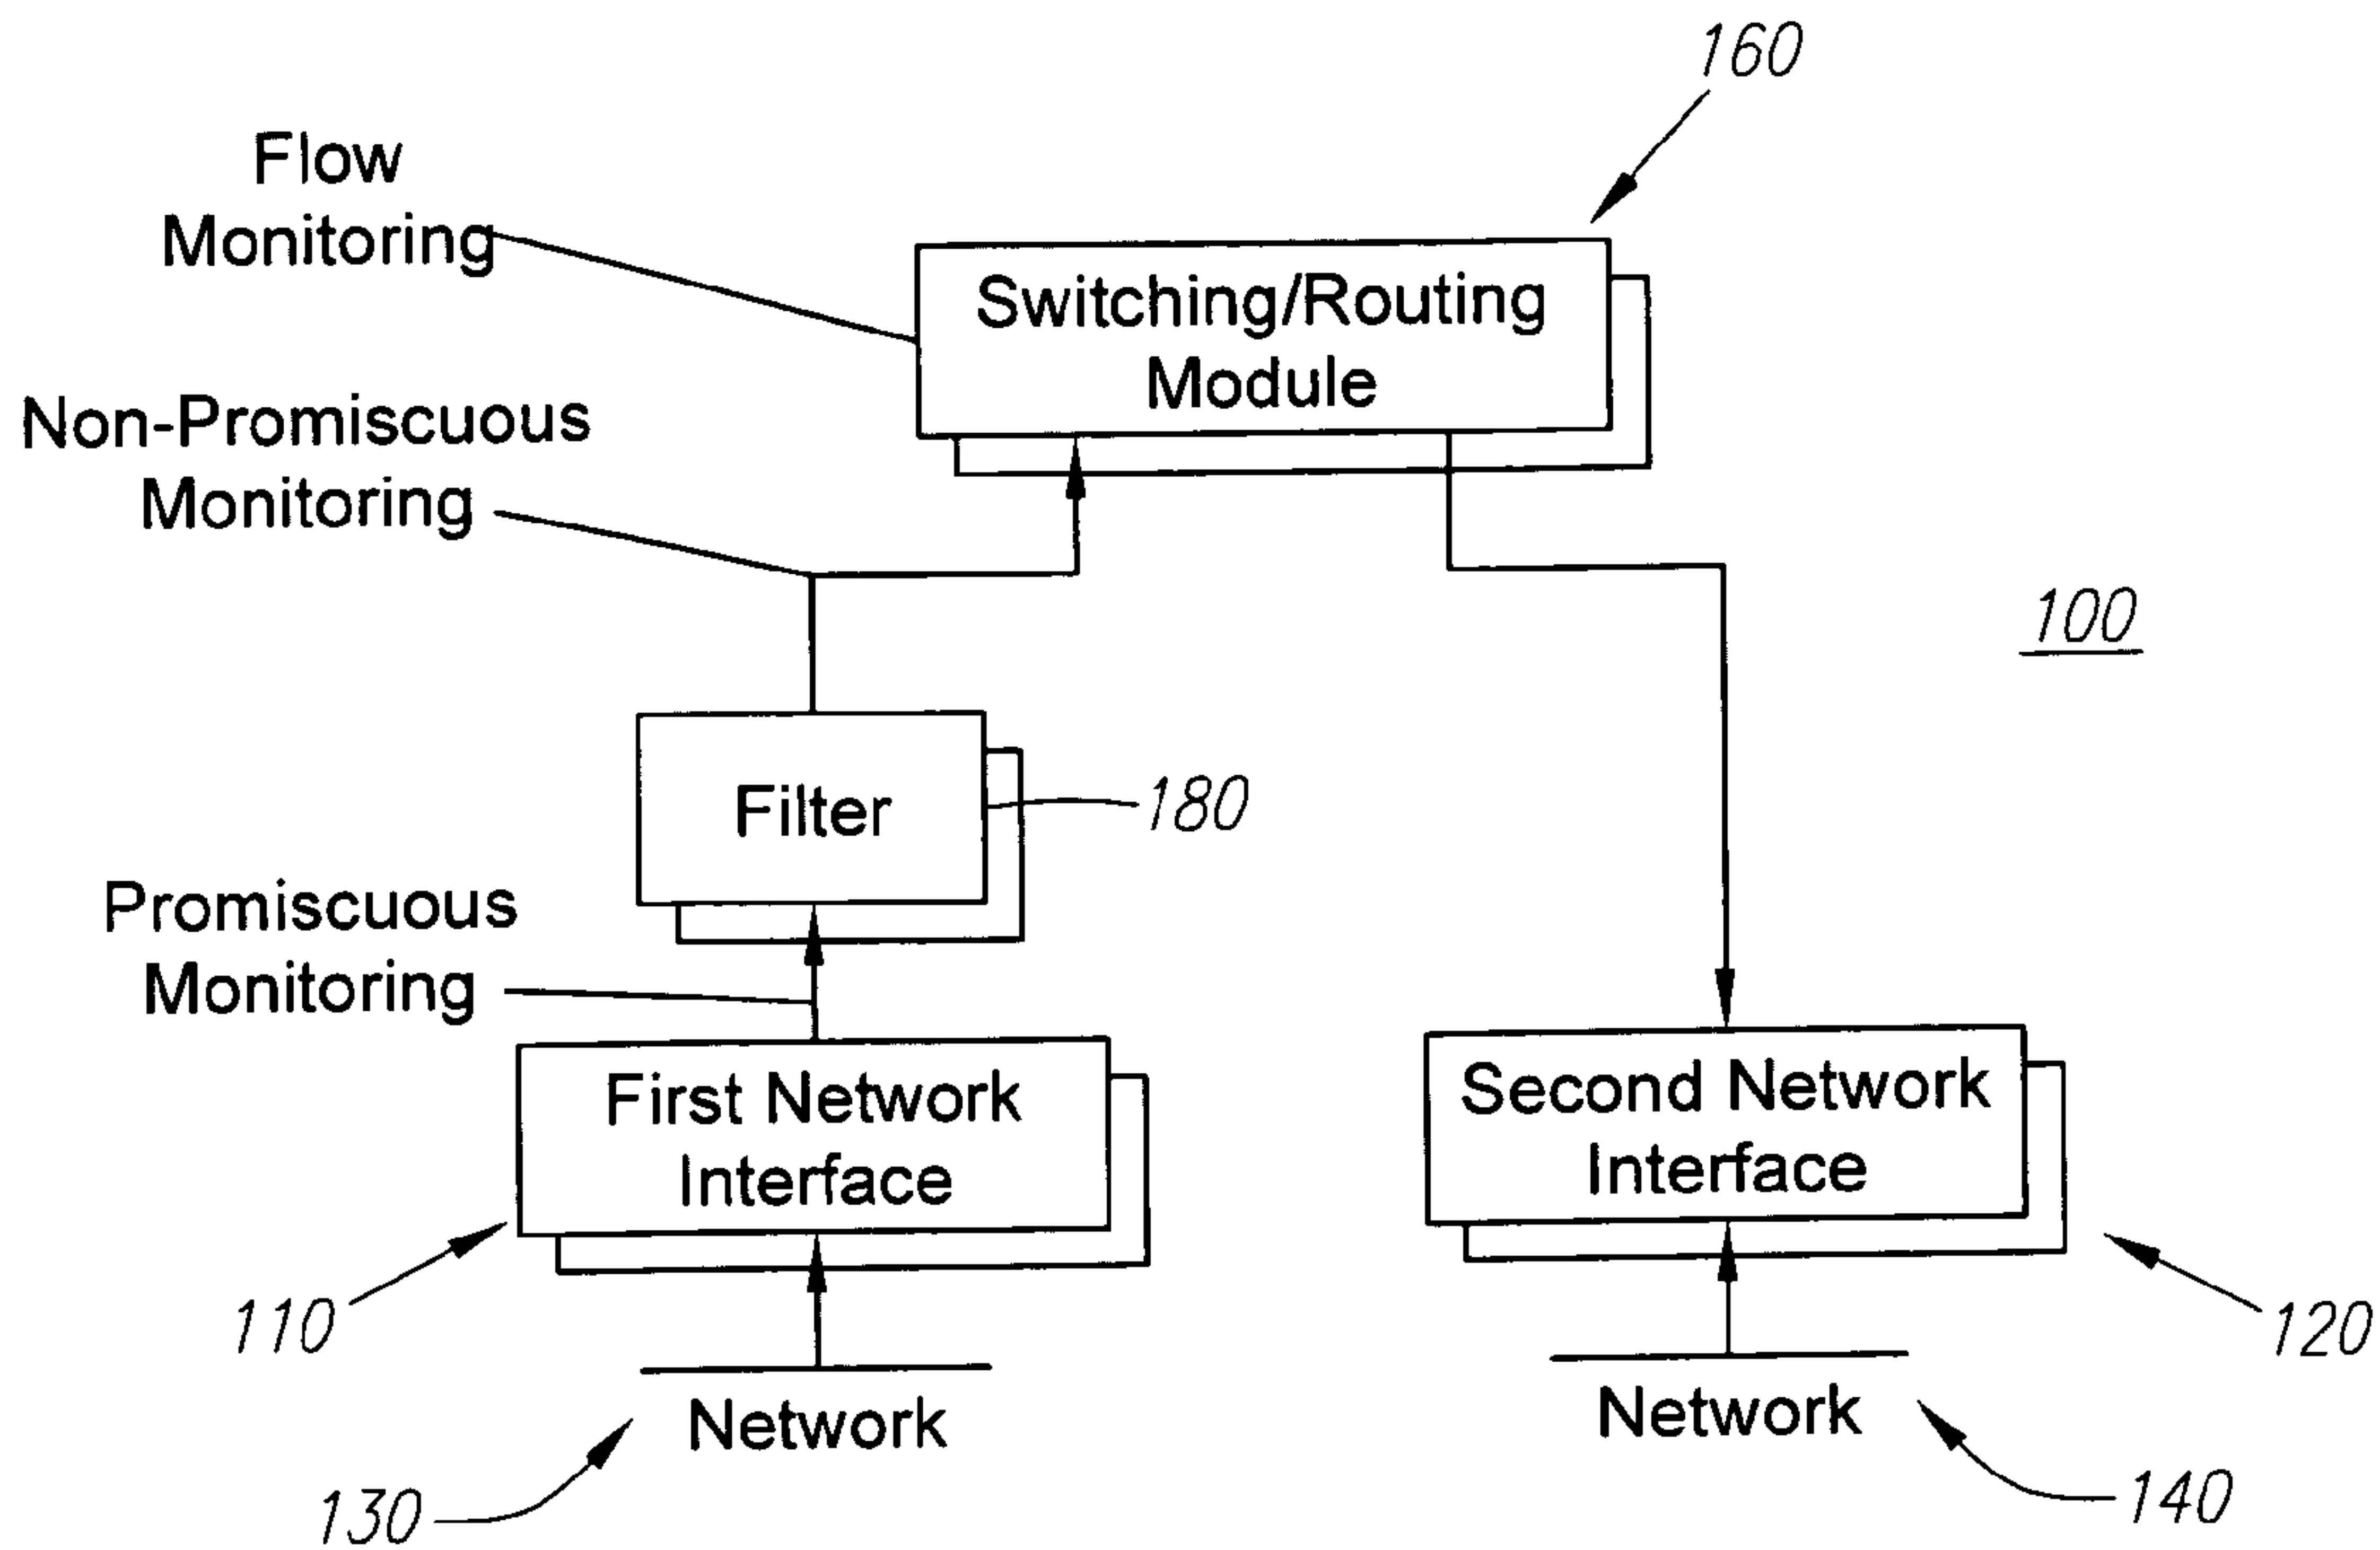 160
Flow
Monitoring
Switching/Routing
Module
Non-Promiscuous
Monitoring
100
Filter
180
Promiscuous
Monitoring
First Network
Interface
Second Network
Interface
110
120
Network
Network
130
140